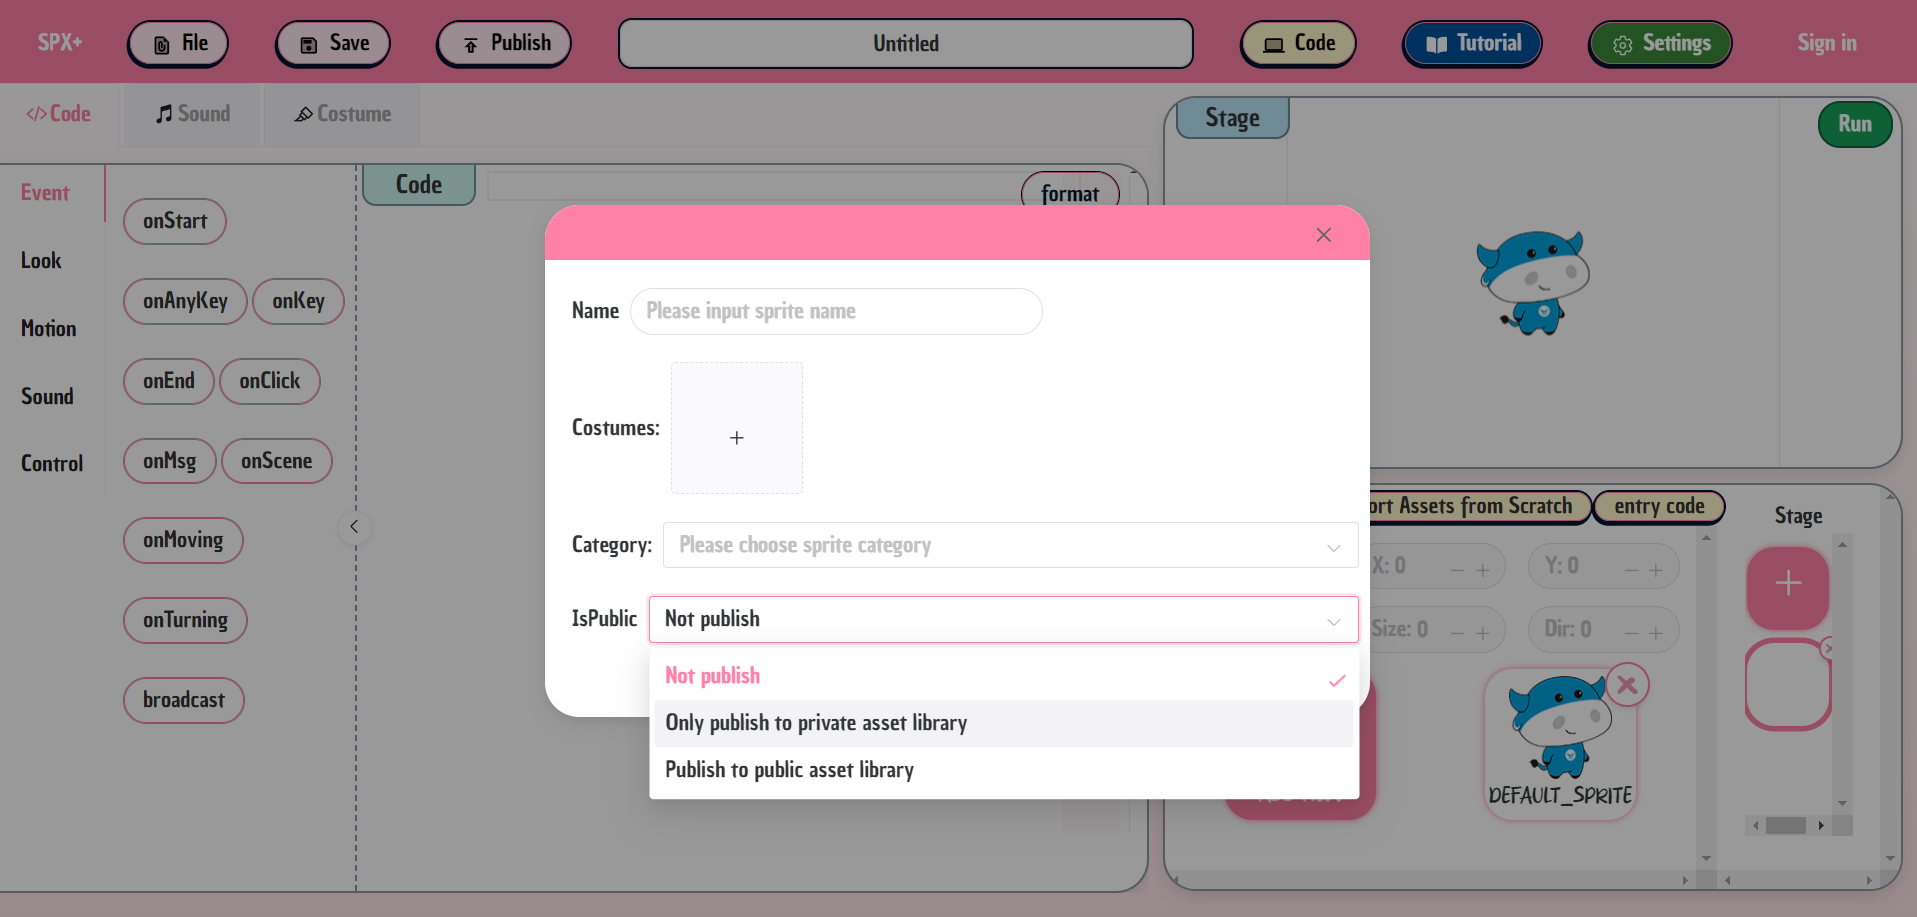 SPX+
File
Save
Publish
Untitled
Code
Tutorial
Settings
Sign in
</>Code
Sound
Costume
Event
Look
Motion
Sound
Control
onStart
onAnyKey
onKey
onEnd
onClick
onMsg
onScene
onMoving
onTurning
broadcast
Code
format
Name
Please input sprite name
Costumes:
Category:
Please choose sprite category
IsPublic
Not publish
Not publish
Only publish to private asset library
Publish to public asset library
Stage
Run
ort Assets from Scratch
entry code
X: 0
Y: 0
Size: 0
Dir: 0
DEFAULT_SPRITE
Stage